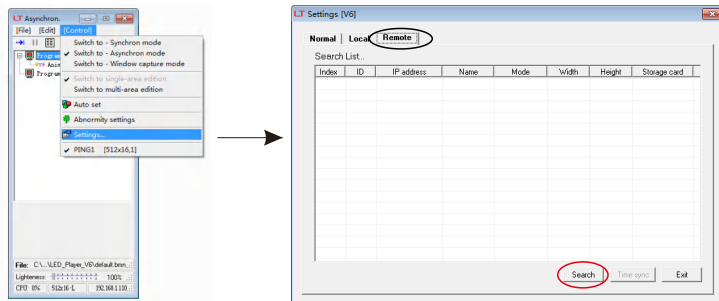 LT Asynchron.
[File] [Edit] [Control]
Switch to - Synchron mode
Switch to - Asynchron mode
Switch to - Window capture mode
Switch to single-area edition
Switch to multi-area edition
Auto set
Abnormity settings
Settings...
PING1 [512x16,1]
Program
Anim
Program
File: C:\...\LED_Player_V6\default.bmn,
Lighteness: 100%
CPU: 0% 512x16-L 192.168.1.110
LT Settings [V6]
Normal Local Remote
Search List...
Index ID IP address Name Mode Width Height Storage card
Search Time sync Exit